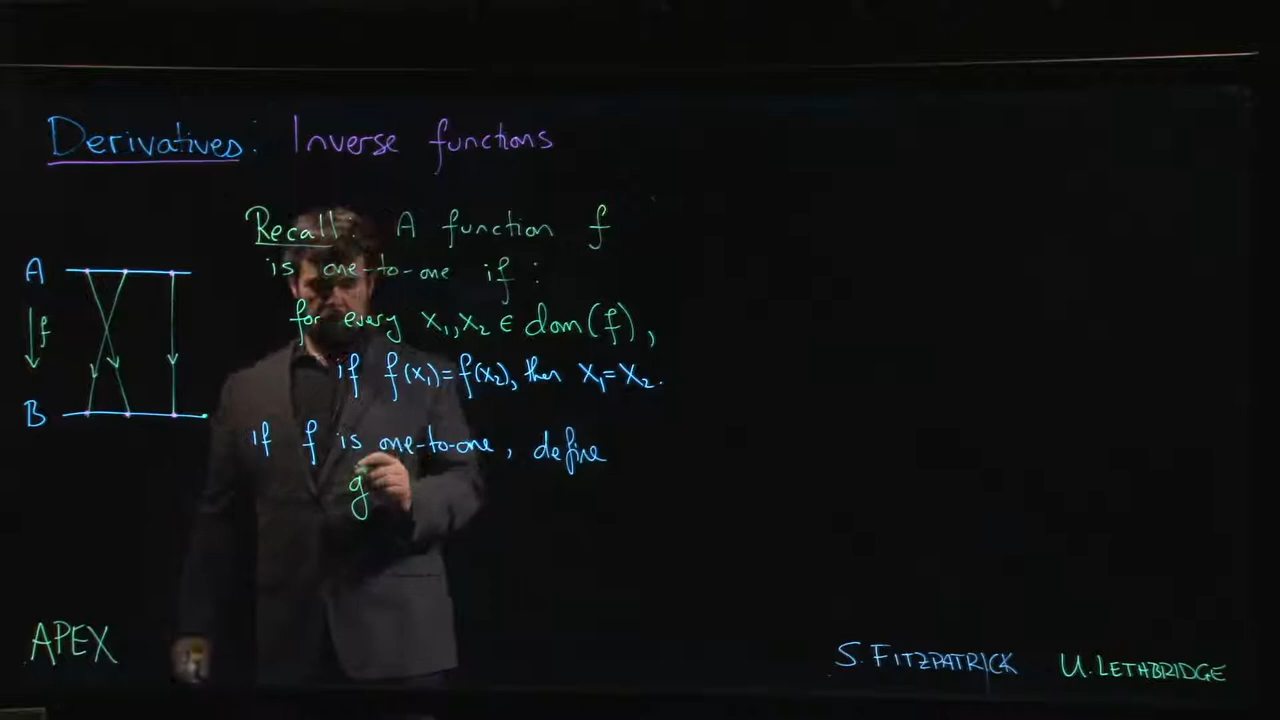 Derivatives: Inverse functions
Recall: A function f
is one-to-one if:
for every x₁, x₂ ∈ dom(f),
if f(x₁)=f(x₂), then x₁=x₂.
If f is one-to-one, define
g
A
f
B
APEX
S. FITZPATRICK U. LETHBRIDGE